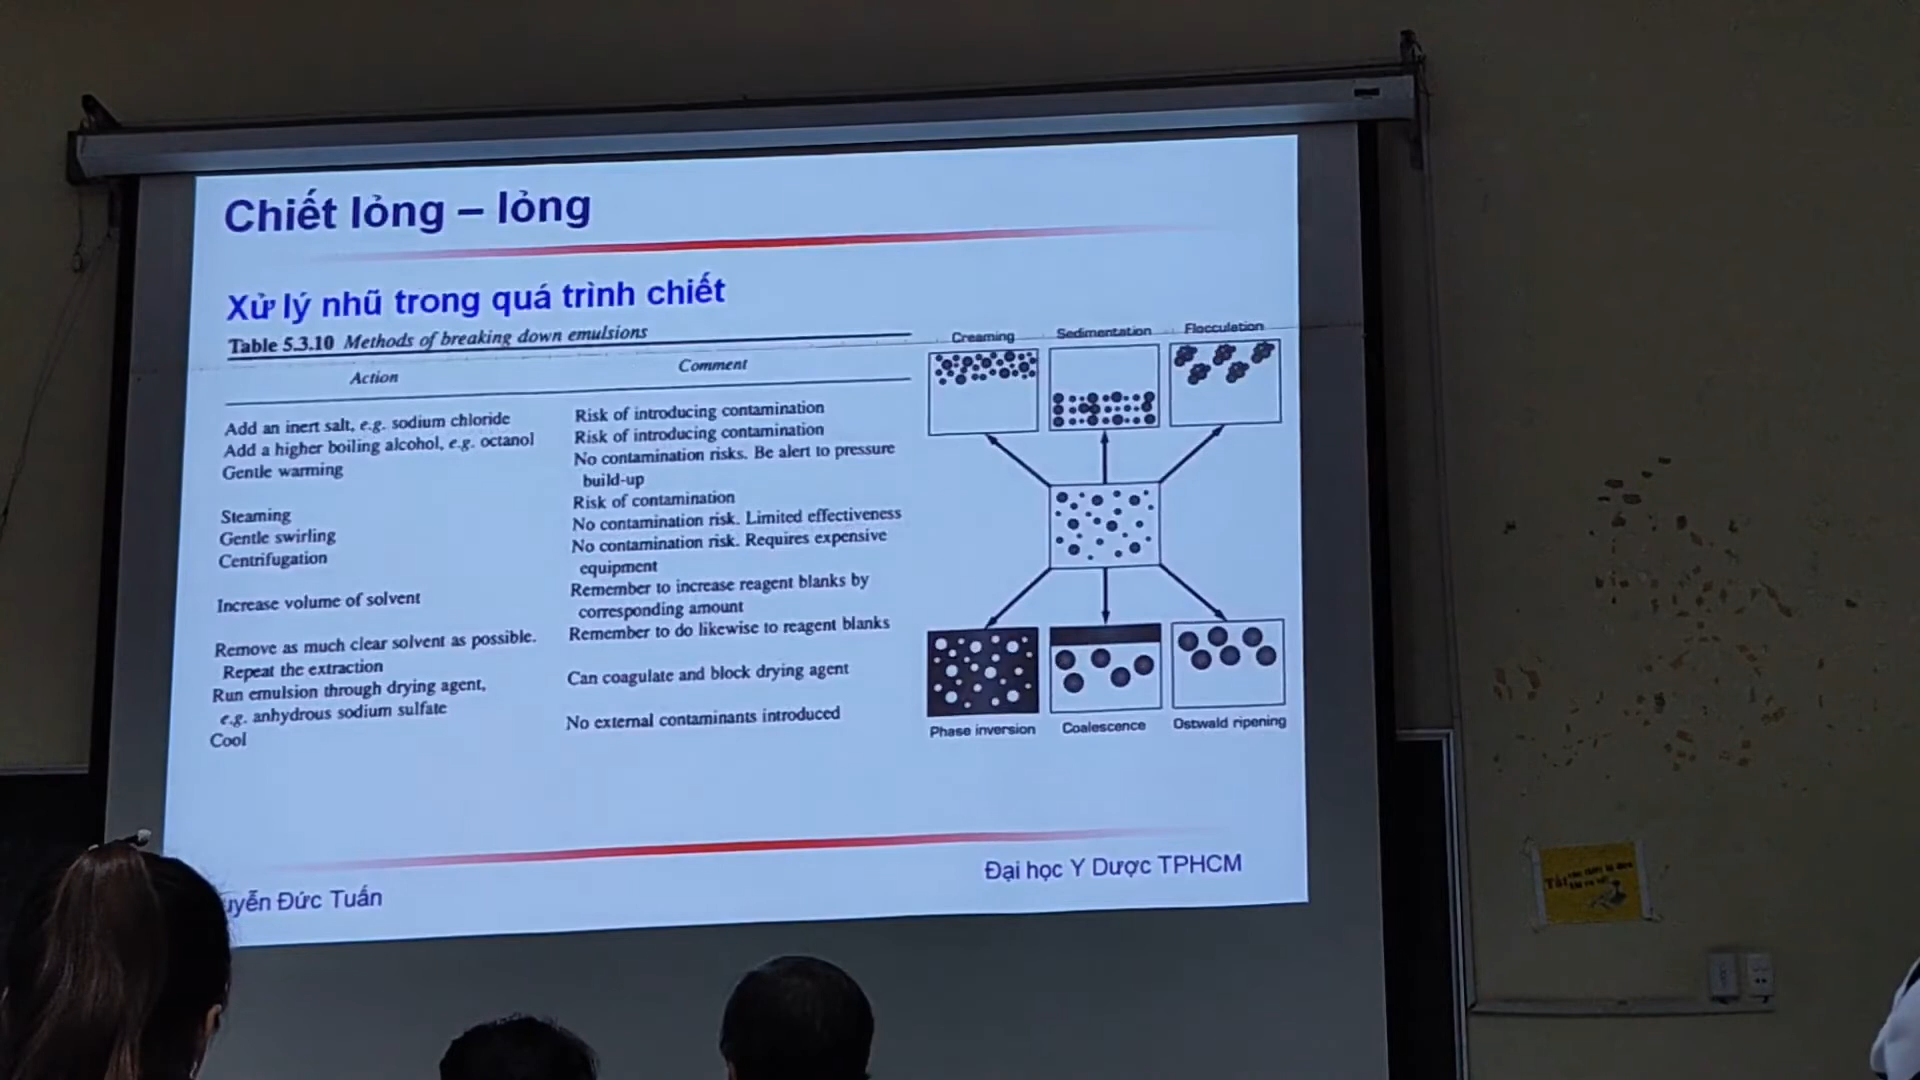 Chiết lỏng – lỏng
Xử lý nhũ trong quá trình chiết
Table 5.3.10 Methods of breaking down emulsions
Action
Comment
Add an inert salt, e.g. sodium chloride
Risk of introducing contamination
Add a higher boiling alcohol, e.g. octanol
Risk of introducing contamination
Gentle warming
No contamination risks. Be alert to pressure
build-up
Steaming
Risk of contamination
Gentle swirling
No contamination risk. Limited effectiveness
Centrifugation
No contamination risk. Requires expensive
equipment
Increase volume of solvent
Remember to increase reagent blanks by
corresponding amount
Remove as much clear solvent as possible.
Repeat the extraction
Remember to do likewise to reagent blanks
Run emulsion through drying agent,
e.g. anhydrous sodium sulfate
Can coagulate and block drying agent
Cool
No external contaminants introduced
Creaming
Sedimentation
Flocculation
Phase inversion
Coalescence
Ostwald ripening
uyễn Đức Tuấn
Đại học Y Dược TPHCM